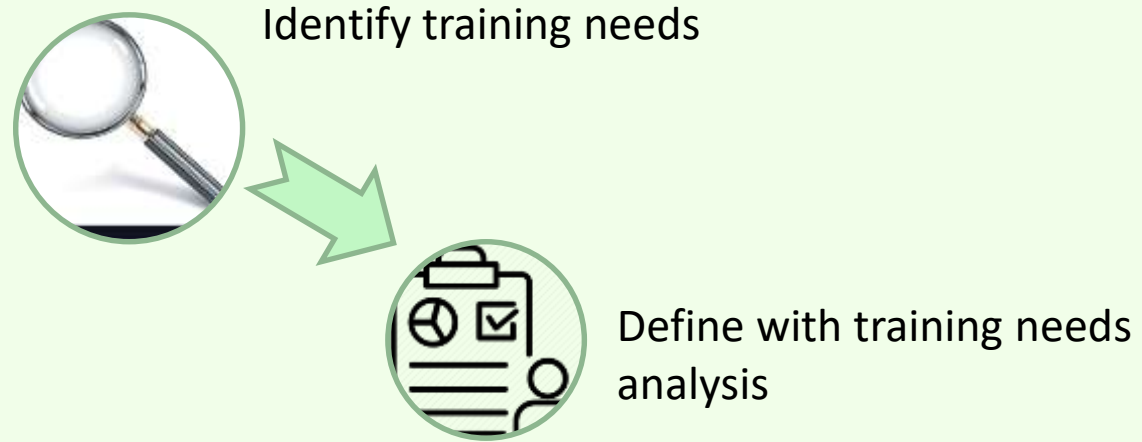 Identify training needs
Define with training needs
analysis